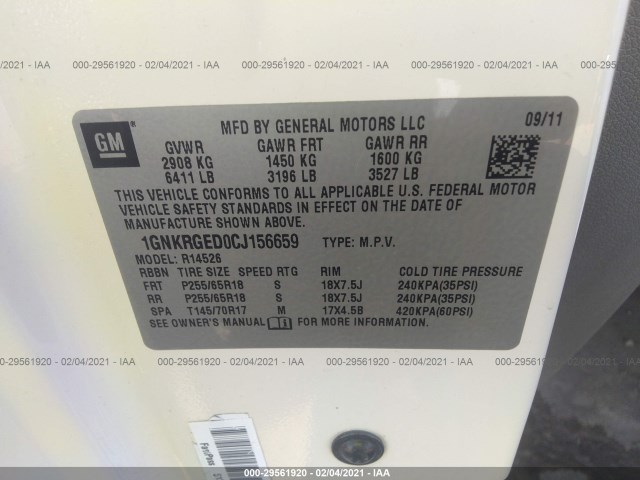 000-29561920 - 02/04/2021 - IAA
GM
MFD BY GENERAL MOTORS LLC 09/11
GVWR GAWR FRT GAWR RR
2908 KG 1450 KG 1600 KG
6411 LB 3196 LB 3527 LB
THIS VEHICLE CONFORMS TO ALL APPLICABLE U.S. FEDERAL MOTOR
VEHICLE SAFETY STANDARDS IN EFFECT ON THE DATE OF
MANUFACTURE SHOWN ABOVE.
1GNKRGED0CJ156659 TYPE: M.P.V.
MODEL: R14526
RBBN TIRE SIZE SPEED RTG RIM COLD TIRE PRESSURE
FRT P255/65R18 S 18X7.5J 240KPA(35PSI)
RR P255/65R18 S 18X7.5J 240KPA(35PSI)
SPA T145/70R17 M 17X4.5B 420KPA(60PSI)
SEE OWNER'S MANUAL FOR MORE INFORMATION.
000-29561920 - 02/04/2021 - IAA